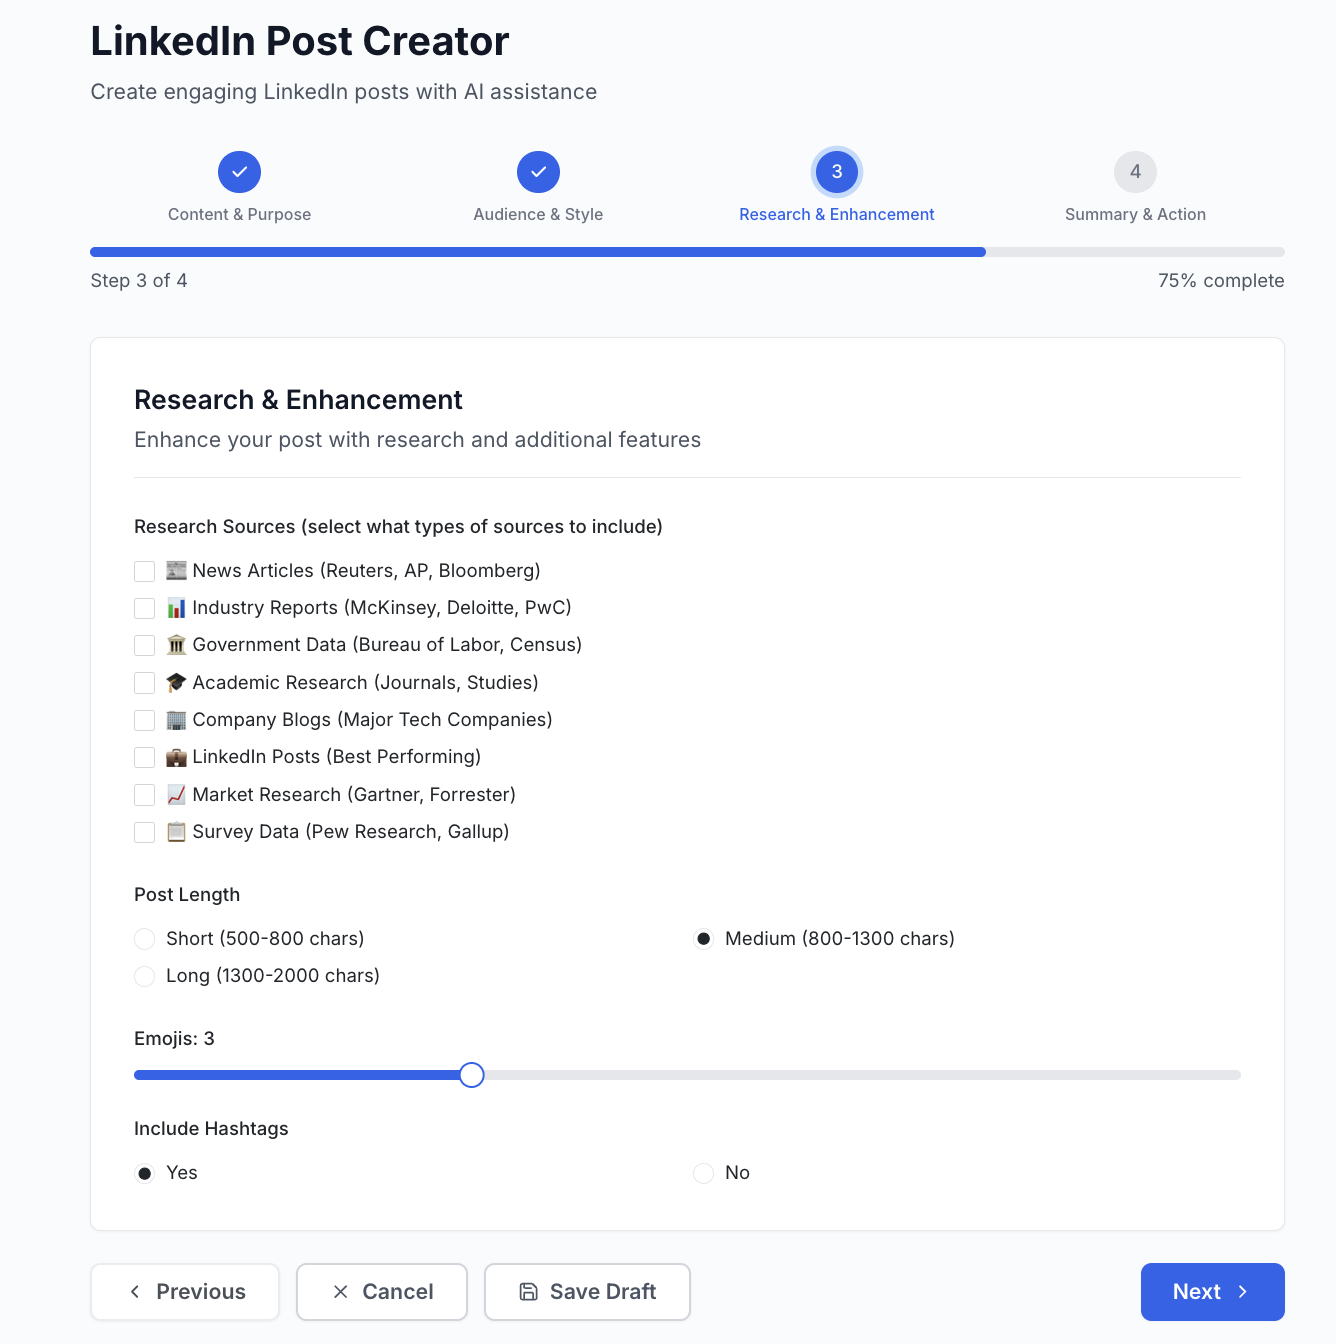 LinkedIn Post Creator
Create engaging LinkedIn posts with AI assistance
3
4
Content & Purpose
Audience & Style
Research & Enhancement
Summary & Action
Step 3 of 4
75% complete
Research & Enhancement
Enhance your post with research and additional features
Research Sources (select what types of sources to include)
📰 News Articles (Reuters, AP, Bloomberg)
📊 Industry Reports (McKinsey, Deloitte, PwC)
🏛️ Government Data (Bureau of Labor, Census)
🎓 Academic Research (Journals, Studies)
🏢 Company Blogs (Major Tech Companies)
💼 LinkedIn Posts (Best Performing)
📈 Market Research (Gartner, Forrester)
📋 Survey Data (Pew Research, Gallup)
Post Length
Short (500-800 chars)
Medium (800-1300 chars)
Long (1300-2000 chars)
Emojis: 3
Include Hashtags
Yes
No
Previous
Cancel
Save Draft
Next